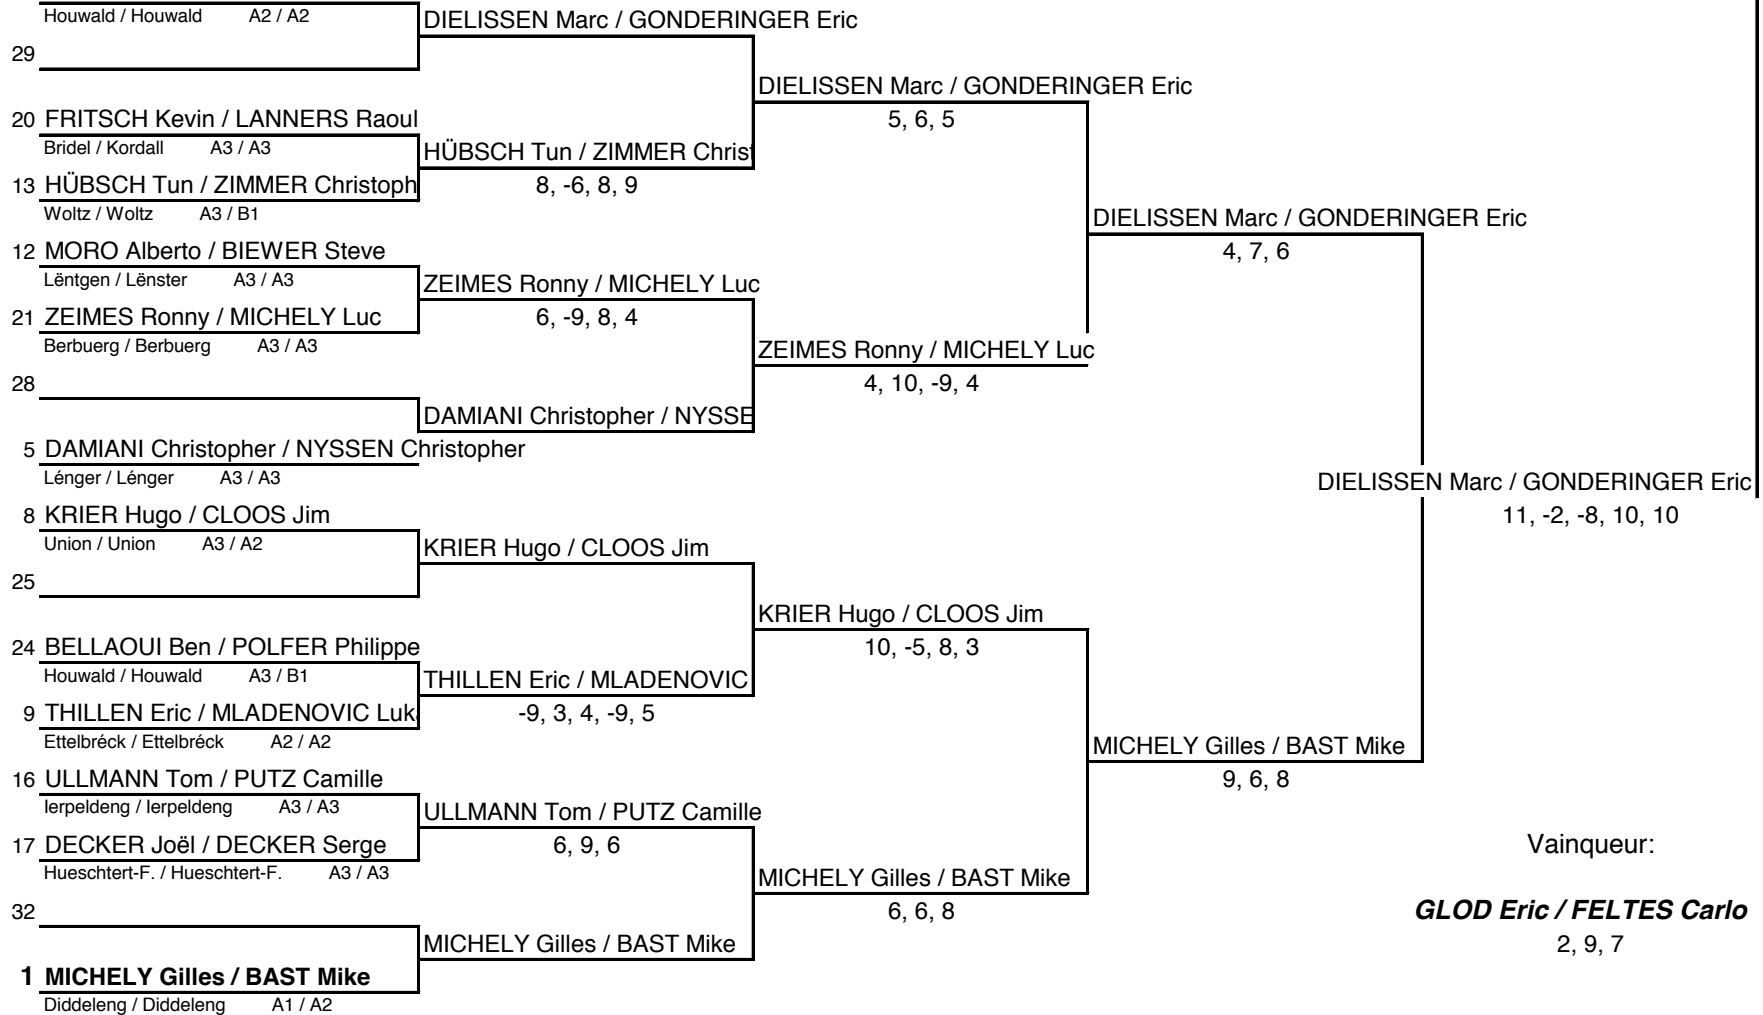 Houwald / Houwald A2 / A2
DIELISSEN Marc / GONDERINGER Eric
29
DIELISSEN Marc / GONDERINGER Eric
5, 6, 5
20 FRITSCH Kevin / LANNERS Raoul
Bridel / Kordall A3 / A3
HÜBSCH Tun / ZIMMER Christ
8, -6, 8, 9
13 HÜBSCH Tun / ZIMMER Christoph
Woltz / Woltz A3 / B1
DIELISSEN Marc / GONDERINGER Eric
4, 7, 6
12 MORO Alberto / BIEWER Steve
Lëntgen / Lënster A3 / A3
ZEIMES Ronny / MICHELY Luc
6, -9, 8, 4
21 ZEIMES Ronny / MICHELY Luc
Berbuerg / Berbuerg A3 / A3
ZEIMES Ronny / MICHELY Luc
4, 10, -9, 4
28
DAMIANI Christopher / NYSSE
5 DAMIANI Christopher / NYSSEN Christopher
Lénger / Lénger A3 / A3
DIELISSEN Marc / GONDERINGER Eric
11, -2, -8, 10, 10
8 KRIER Hugo / CLOOS Jim
Union / Union A3 / A2
KRIER Hugo / CLOOS Jim
25
KRIER Hugo / CLOOS Jim
10, -5, 8, 3
24 BELLAOUI Ben / POLFER Philippe
Houwald / Houwald A3 / B1
THILLEN Eric / MLADENOVIC
-9, 3, 4, -9, 5
9 THILLEN Eric / MLADENOVIC Luk
Ettelbréck / Ettelbréck A2 / A2
MICHELY Gilles / BAST Mike
9, 6, 8
16 ULLMANN Tom / PUTZ Camille
Ierpeldeng / Ierpeldeng A3 / A3
ULLMANN Tom / PUTZ Camille
6, 9, 6
17 DECKER Joël / DECKER Serge
Hueschtert-F. / Hueschtert-F. A3 / A3
Vainqueur:
MICHELY Gilles / BAST Mike
6, 6, 8
32
GLOD Eric / FELTES Carlo
2, 9, 7
MICHELY Gilles / BAST Mike
1 MICHELY Gilles / BAST Mike
Diddeleng / Diddeleng A1 / A2